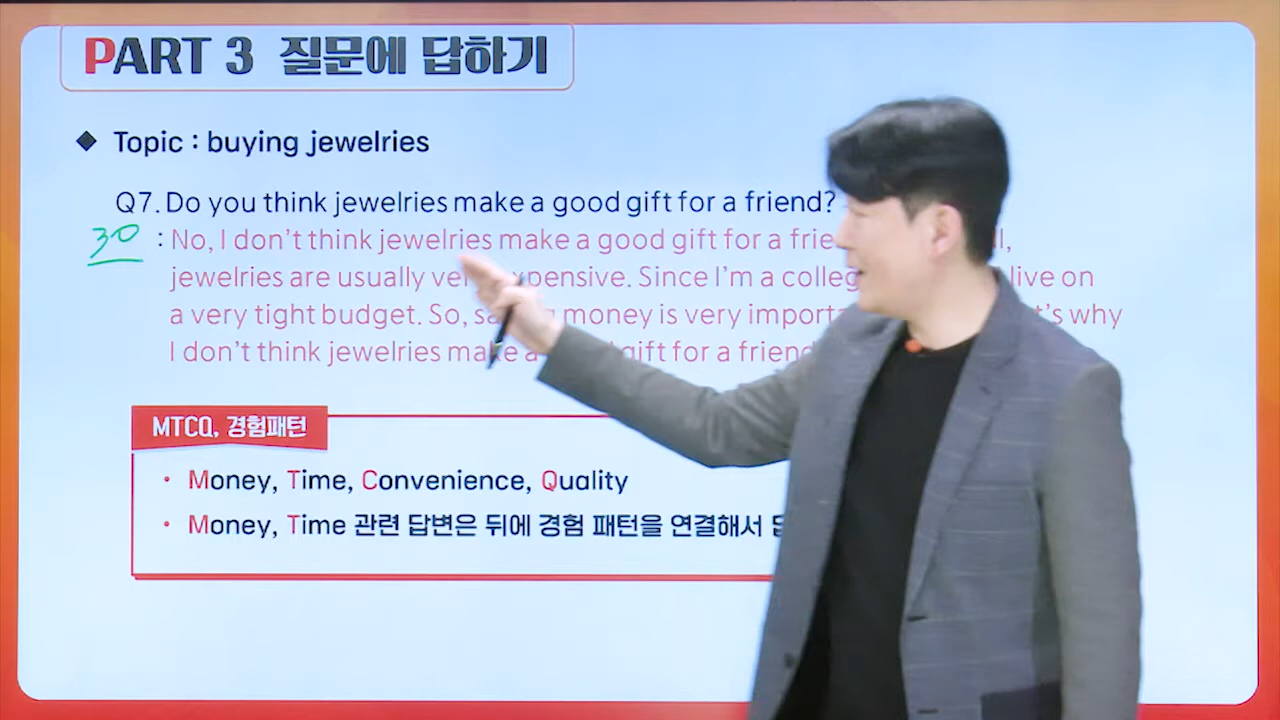 PART 3 질문에 답하기
◆ Topic : buying jewelries
Q7. Do you think jewelries make a good gift for a friend?
30
: No, I don't think jewelries make a good gift for a
jewelries are usually expensive. Since I'm a live on
a very tight budget. So, money is very why
I don't think jewelries make a gift for a
MTCQ, 경험패턴
• Money, Time, Convenience, Quality
• Money, Time 관련 답변은 뒤에 경험 패턴을 연결해서